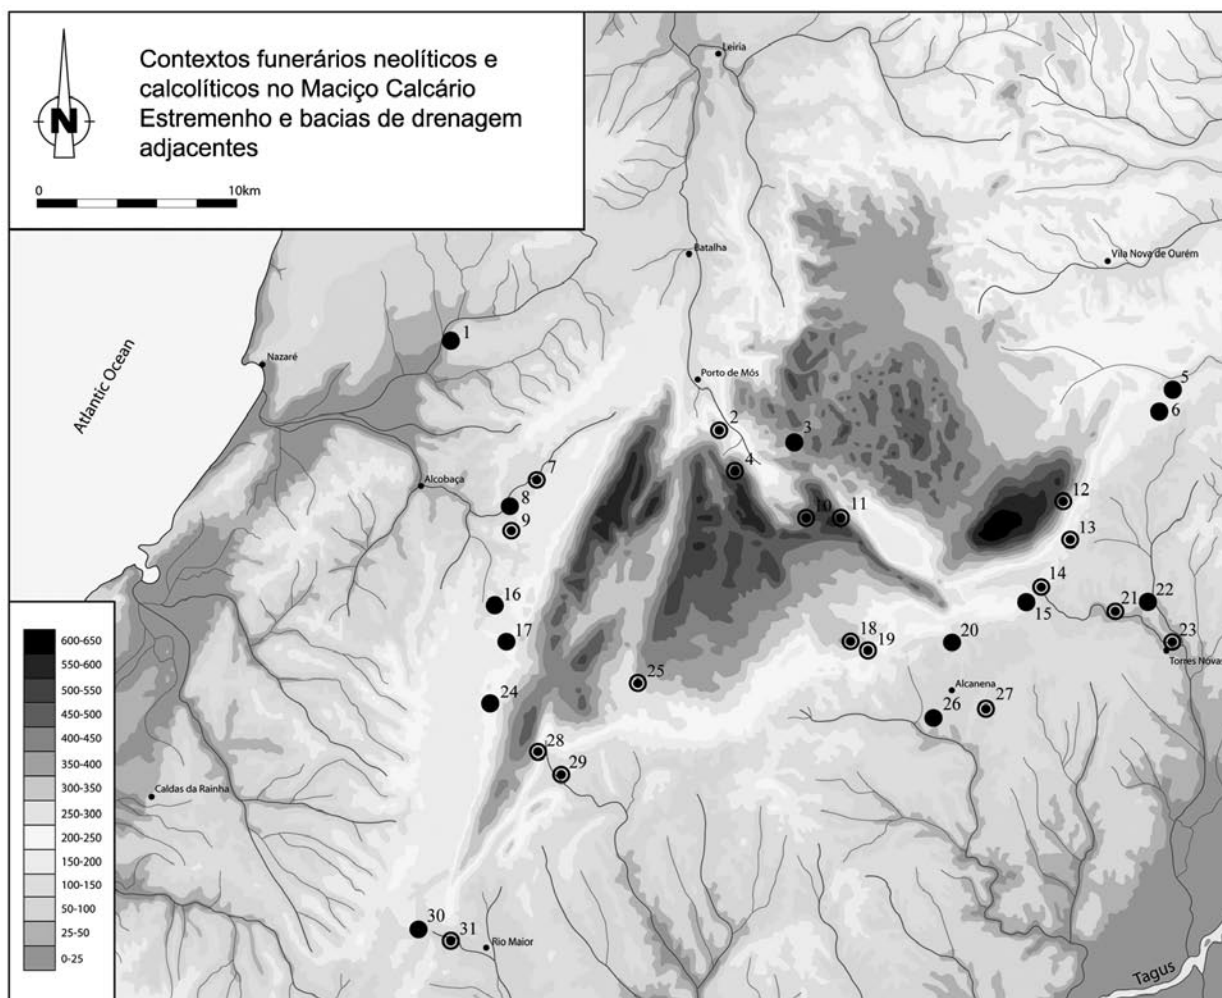 Contextos funerários neolíticos e
calcolíticos no Maciço Calcário
Estremenho e bacias de drenagem
adjacentes
N
0 10km
Leiria
Batalha
Vila Nova de Ourém
1
Nazaré
Atlantic Ocean
Porto de Mós
5
6
2
3
4
7
Alcobaça
8
9
10
11
12
13
14
15
16
17
18
19
20
21
22
23
Torres Novas
24
25
Alcanena
26
27
28
29
Caldas da Rainha
30
31
Rio Maior
Tagus
600-650
550-600
500-550
450-500
400-450
350-400
300-350
250-300
200-250
150-200
100-150
50-100
25-50
0-25